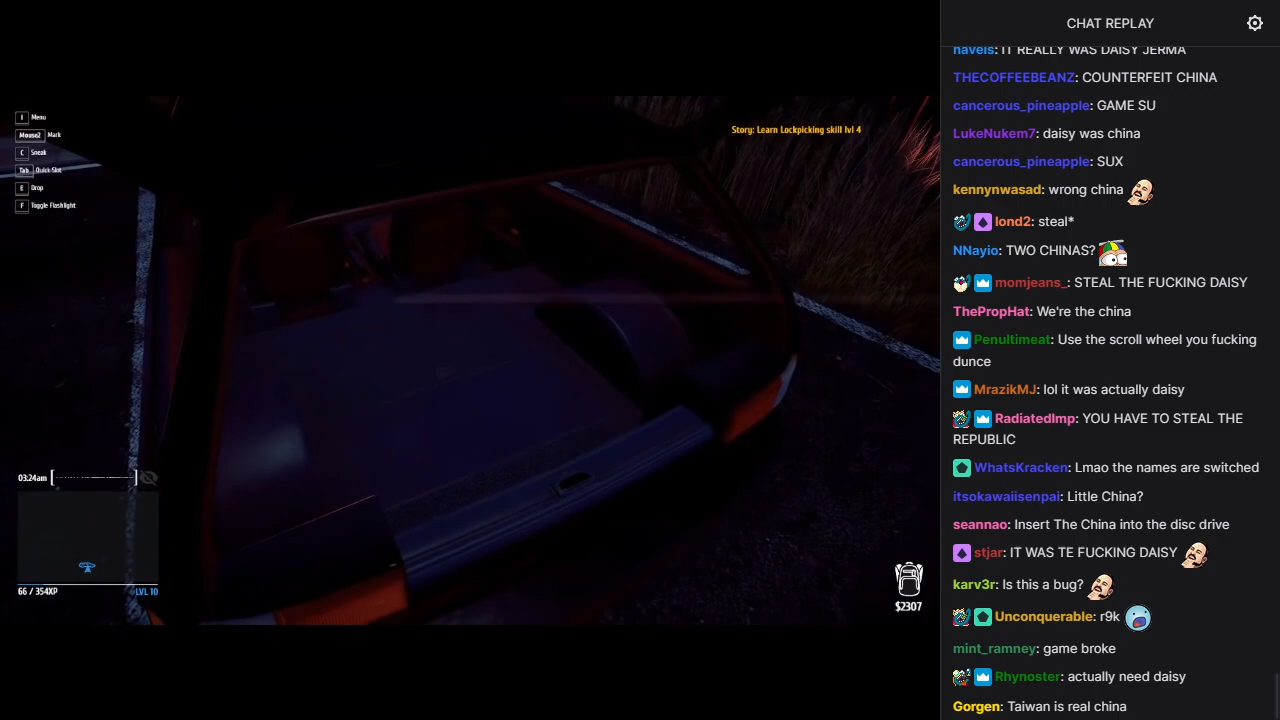 I Menu
Mouse2 Mark
C Sneak
Tab Quick-Slot
E Drop
F Toggle Flashlight
Story: Learn Lockpicking skill lvl 4
03:24am
66 / 354XP
LVL 10
$2307
CHAT REPLAY
navels: IT REALLY WAS DAISY JERMA
THECOFFEEBEANZ: COUNTERFEIT CHINA
cancerous_pineapple: GAME SU
LukeNukem7: daisy was china
cancerous_pineapple: SUX
kennynwasad: wrong china
lond2: steal*
NNayio: TWO CHINAS?
momjeans_: STEAL THE FUCKING DAISY
ThePropHat: We're the china
Penultimeat: Use the scroll wheel you fucking
dunce
MrazikMJ: lol it was actually daisy
RadiatedImp: YOU HAVE TO STEAL THE
REPUBLIC
WhatsKracken: Lmao the names are switched
itsokawaiisenpai: Little China?
seannao: Insert The China into the disc drive
stjar: IT WAS TE FUCKING DAISY
karv3r: Is this a bug?
Unconquerable: r9k
mint_ramney: game broke
Rhynoster: actually need daisy
Gorgen: Taiwan is real china